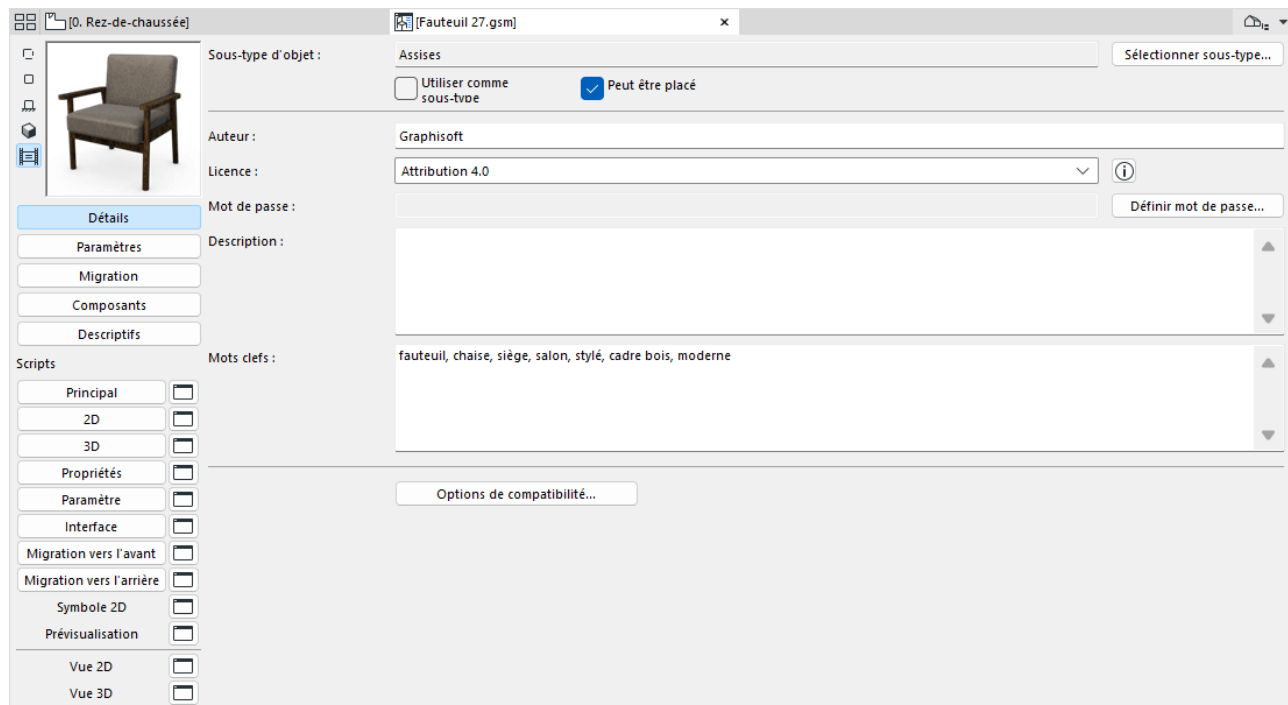 [0. Rez-de-chaussée]
[Fauteuil 27.gsm]
Sous-type d'objet :
Assises
Sélectionner sous-type...
Utiliser comme
sous-type
Peut être placé
Auteur :
Graphisoft
Licence :
Attribution 4.0
Mot de passe :
Définir mot de passe...
Description :
Mots clefs :
fauteuil, chaise, siège, salon, stylé, cadre bois, moderne
Options de compatibilité...
Détails
Paramètres
Migration
Composants
Descriptifs
Scripts
Principal
2D
3D
Propriétés
Paramètre
Interface
Migration vers l'avant
Migration vers l'arrière
Symbole 2D
Prévisualisation
Vue 2D
Vue 3D